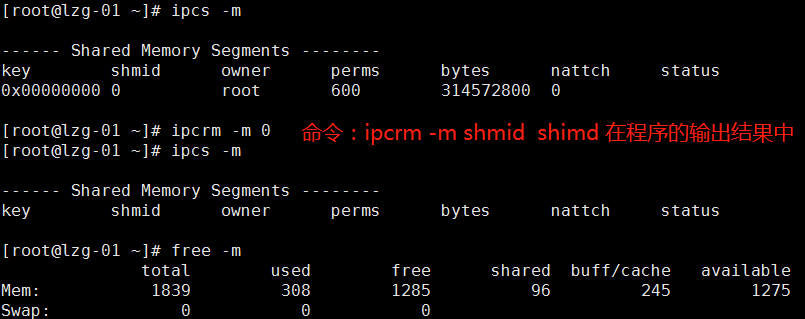 [root@lzg-01 ~]# ipcs -m
------ Shared Memory Segments --------
key shmid owner perms bytes nattch status
0x00000000 0 root 600 314572800 0
[root@lzg-01 ~]# ipcrm -m 0 命令：ipcrm -m shmid shimd 在程序的输出结果中
[root@lzg-01 ~]# ipcs -m
------ Shared Memory Segments --------
key shmid owner perms bytes nattch status
[root@lzg-01 ~]# free -m
total used free shared buff/cache available
Mem: 1839 308 1285 96 245 1275
Swap: 0 0 0